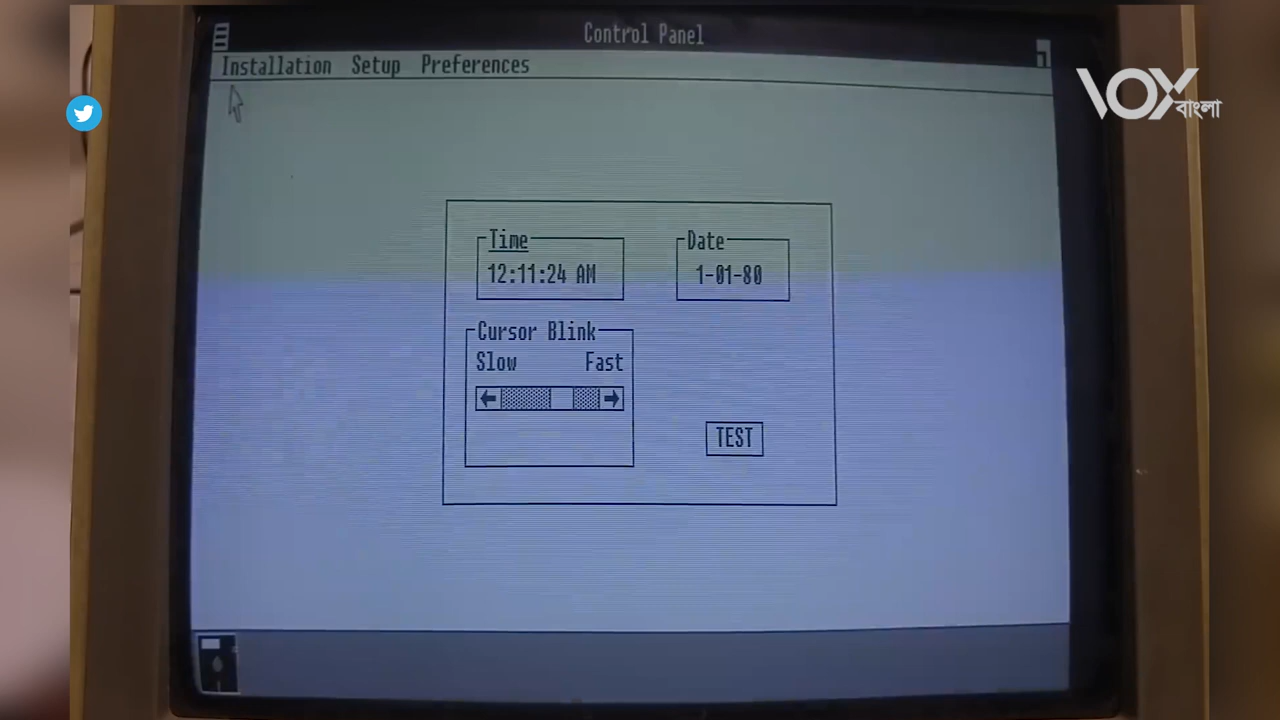 Control Panel
Installation Setup Preferences
VOX বাংলা
Time
12:11:24 AM
Date
1-01-80
Cursor Blink
Slow Fast
TEST